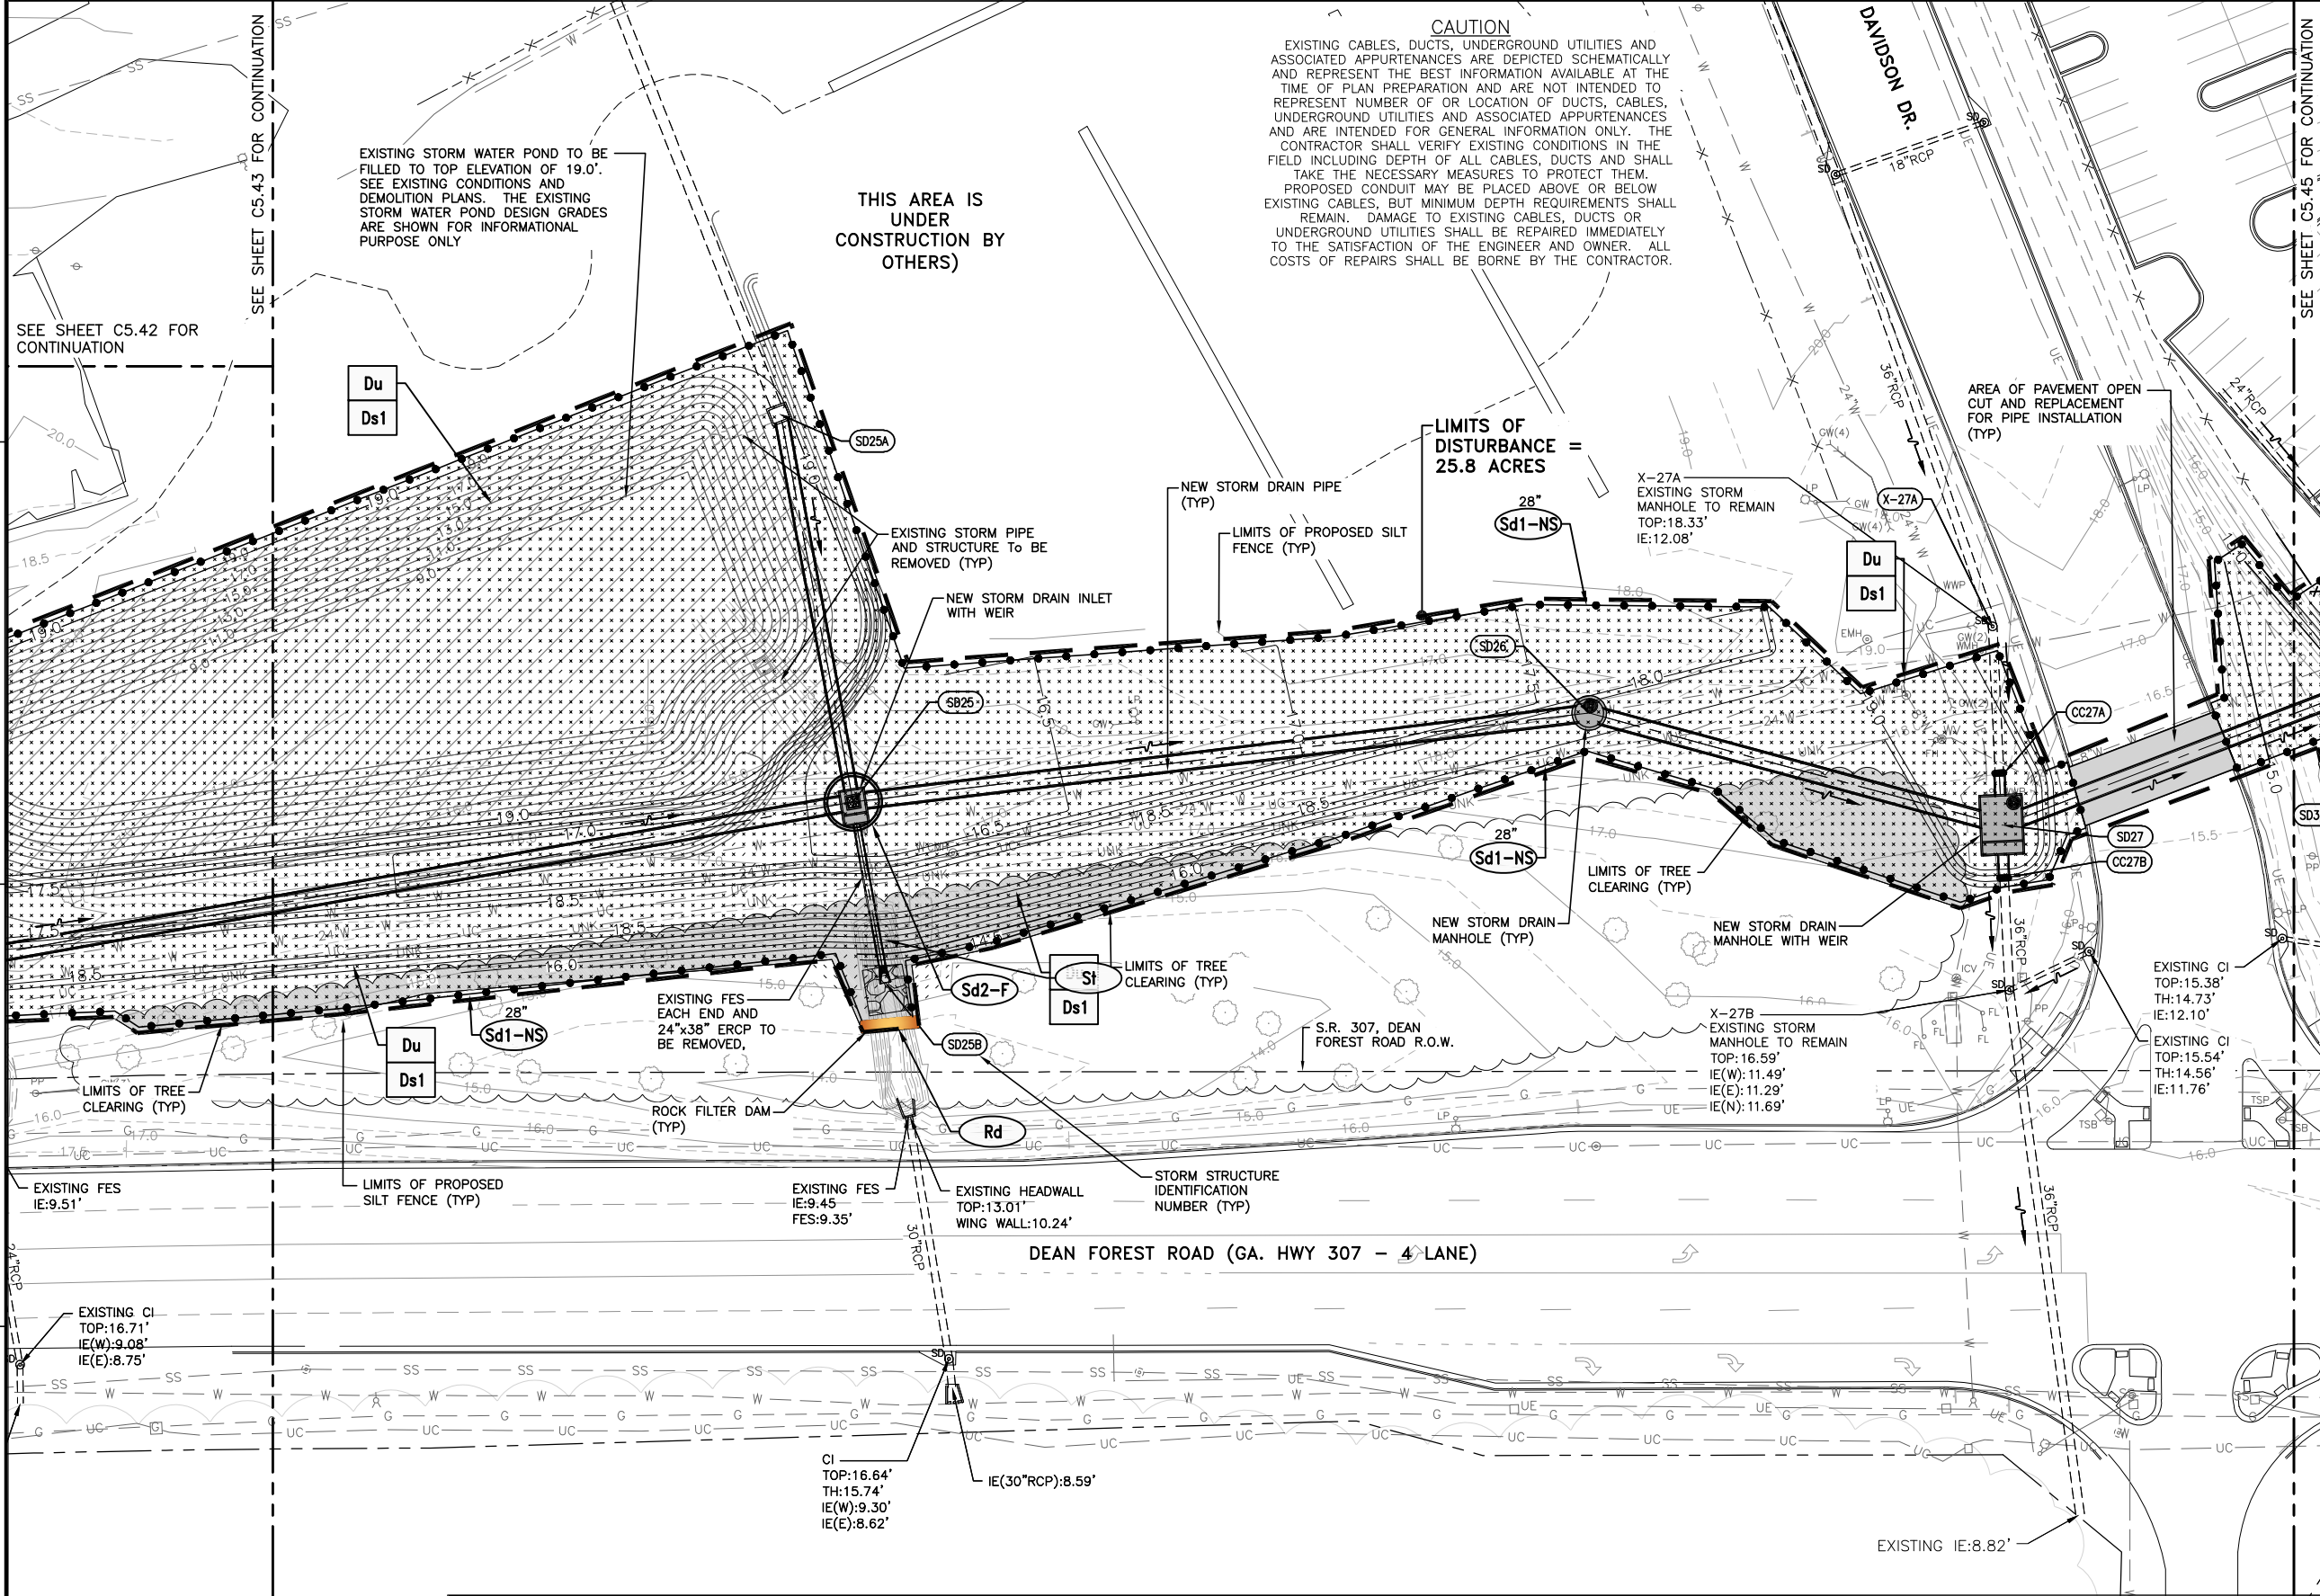 SEE SHEET C5.43 FOR CONTINUATION
SEE SHEET C5.42 FOR
CONTINUATION
EXISTING STORM WATER POND TO BE
FILLED TO TOP ELEVATION OF 19.0'.
SEE EXISTING CONDITIONS AND
DEMOLITION PLANS. THE EXISTING
STORM WATER POND DESIGN GRADES
ARE SHOWN FOR INFORMATIONAL
PURPOSE ONLY
THIS AREA IS
UNDER
CONSTRUCTION BY
OTHERS)
CAUTION
EXISTING CABLES, DUCTS, UNDERGROUND UTILITIES AND
ASSOCIATED APPURTENANCES ARE DEPICTED SCHEMATICALLY
AND REPRESENT THE BEST INFORMATION AVAILABLE AT THE
TIME OF PLAN PREPARATION AND ARE NOT INTENDED TO
REPRESENT NUMBER OF OR LOCATION OF DUCTS, CABLES,
UNDERGROUND UTILITIES AND ASSOCIATED APPURTENANCES
AND ARE INTENDED FOR GENERAL INFORMATION ONLY. THE
CONTRACTOR SHALL VERIFY EXISTING CONDITIONS IN THE
FIELD INCLUDING DEPTH OF ALL CABLES, DUCTS AND SHALL
TAKE THE NECESSARY MEASURES TO PROTECT THEM.
PROPOSED CONDUIT MAY BE PLACED ABOVE OR BELOW
EXISTING CABLES, BUT MINIMUM DEPTH REQUIREMENTS SHALL
REMAIN. DAMAGE TO EXISTING CABLES, DUCTS OR
UNDERGROUND UTILITIES SHALL BE REPAIRED IMMEDIATELY
TO THE SATISFACTION OF THE ENGINEER AND OWNER. ALL
COSTS OF REPAIRS SHALL BE BORNE BY THE CONTRACTOR.
DAVIDSON DR.
18"RCP
SEE SHEET C5.45 FOR CONTINUATION
Du
Ds1
SD25A
EXISTING STORM PIPE
AND STRUCTURE To BE
REMOVED (TYP)
NEW STORM DRAIN INLET
WITH WEIR
SD25
NEW STORM DRAIN PIPE
(TYP)
LIMITS OF PROPOSED SILT
FENCE (TYP)
LIMITS OF
DISTURBANCE =
25.8 ACRES
28"
Sd1-NS
SD26
X-27A
EXISTING STORM
MANHOLE TO REMAIN
TOP:18.33'
IE:12.08'
X-27A
Du
Ds1
36"RCP
24"W
AREA OF PAVEMENT OPEN
CUT AND REPLACEMENT
FOR PIPE INSTALLATION
(TYP)
24"RCP
CC27A
SD27
CC27B
SD3
28"
Sd1-NS
LIMITS OF TREE
CLEARING (TYP)
NEW STORM DRAIN
MANHOLE (TYP)
NEW STORM DRAIN
MANHOLE WITH WEIR
36"RCP
LIMITS OF TREE
CLEARING (TYP)
St
Ds1
Sd2-F
EXISTING FES
EACH END AND
24"x38" ERCP TO
BE REMOVED,
28"
Sd1-NS
Du
Ds1
SD25B
S.R. 307, DEAN
FOREST ROAD R.O.W.
X-27B
EXISTING STORM
MANHOLE TO REMAIN
TOP:16.59'
IE(W):11.49'
IE(E):11.29'
IE(N):11.69'
EXISTING CI
TOP:15.38'
TH:14.73'
IE:12.10'
EXISTING CI
TOP:15.54'
TH:14.56'
IE:11.76'
LIMITS OF TREE
CLEARING (TYP)
ROCK FILTER DAM
(TYP)
Rd
EXISTING FES
IE:9.51'
LIMITS OF PROPOSED
SILT FENCE (TYP)
EXISTING FES
IE:9.45
FES:9.35'
EXISTING HEADWALL
TOP:13.01'
WING WALL:10.24'
STORM STRUCTURE
IDENTIFICATION
NUMBER (TYP)
30"RCP
36"RCP
24"RCP
DEAN FOREST ROAD (GA. HWY 307 - 4 LANE)
EXISTING CI
TOP:16.71'
IE(W):9.08'
IE(E):8.75'
CI
TOP:16.64'
TH:15.74'
IE(W):9.30'
IE(E):8.62'
IE(30"RCP):8.59'
EXISTING IE:8.82'